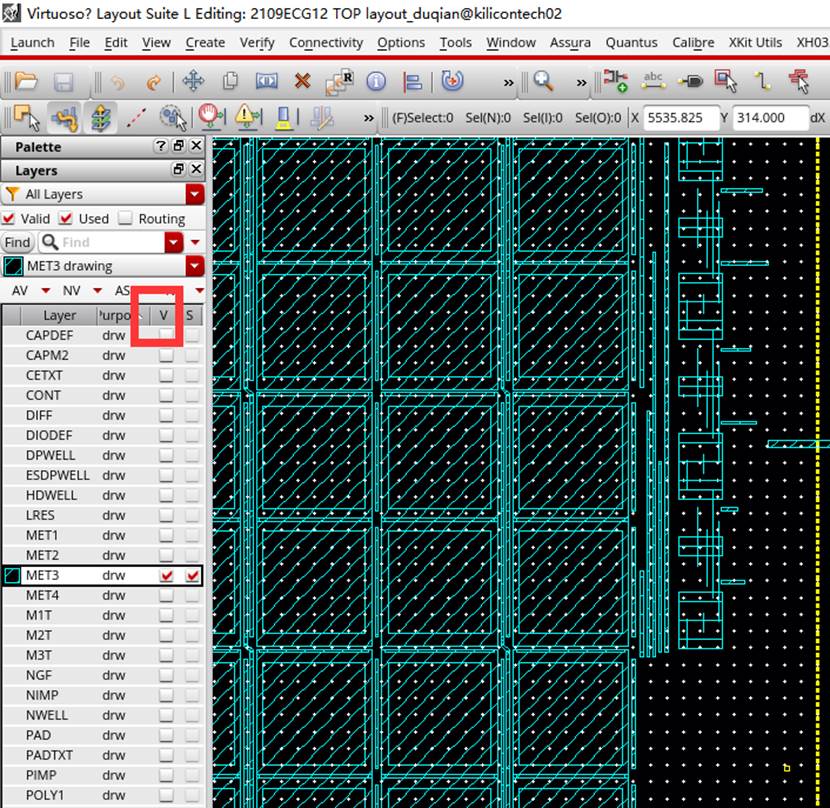 Virtuoso? Layout Suite L Editing: 2109ECG12 TOP layout_duqian@kilicontech02
Launch File Edit View Create Verify Connectivity Options Tools Window Assura Quantus Calibre XKit Utils XH03
abc
(F)Select:0 Sel(N):0 Sel(I):0 Sel(O):0 X 5535.825 Y 314.000 dX
Palette
Layers
All Layers
Valid Used Routing
Find Find
MET3 drawing
AV NV AS
Layer Purpo V S
CAPDEF drw
CAPM2 drw
CETXT drw
CONT drw
DIFF drw
DIODEF drw
DPWELL drw
ESDPWELL drw
HDWELL drw
LRES drw
MET1 drw
MET2 drw
MET3 drw
MET4 drw
M1T drw
M2T drw
M3T drw
NGF drw
NIMP drw
NWELL drw
PAD drw
PADTXT drw
PIMP drw
POLY1 drw